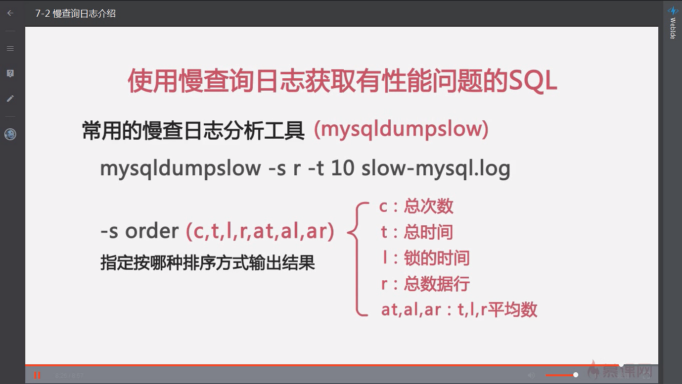 7-2 慢查询日志介绍
WebIde
使用慢查询日志获取有性能问题的SQL
常用的慢查日志分析工具 (mysqldumpslow)
mysqldumpslow -s r -t 10 slow-mysql.log
-s order (c,t,l,r,at,al,ar)
指定按哪种排序方式输出结果
c：总次数
t：总时间
l：锁的时间
r：总数据行
at,al,ar：t,l,r平均数